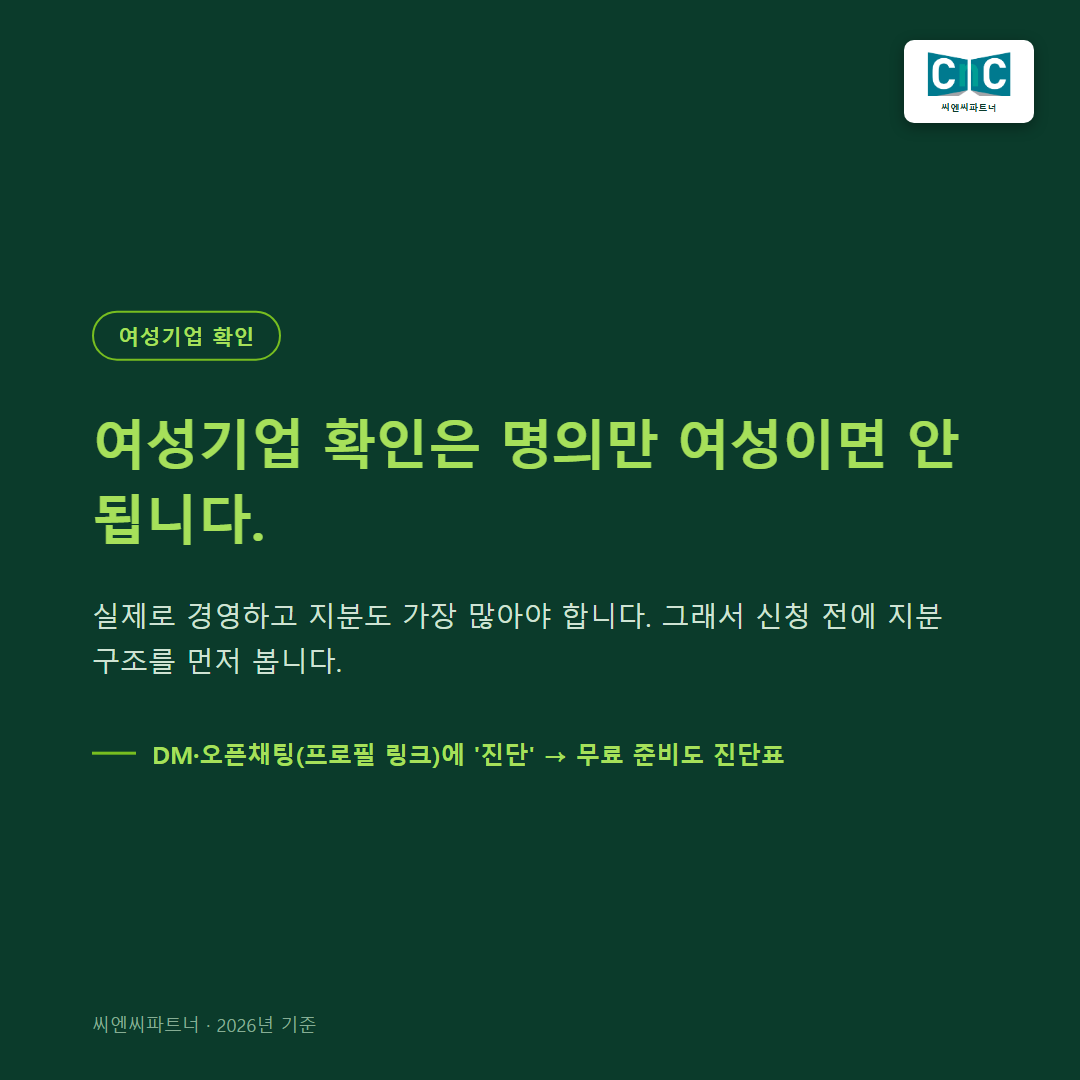 CnC
씨엔씨파트너
여성기업 확인
여성기업 확인은 명의만 여성이면 안
됩니다.
실제로 경영하고 지분도 가장 많아야 합니다. 그래서 신청 전에 지분
구조를 먼저 봅니다.
DM·오픈채팅(프로필 링크)에 '진단' → 무료 준비도 진단표
씨엔씨파트너 · 2026년 기준